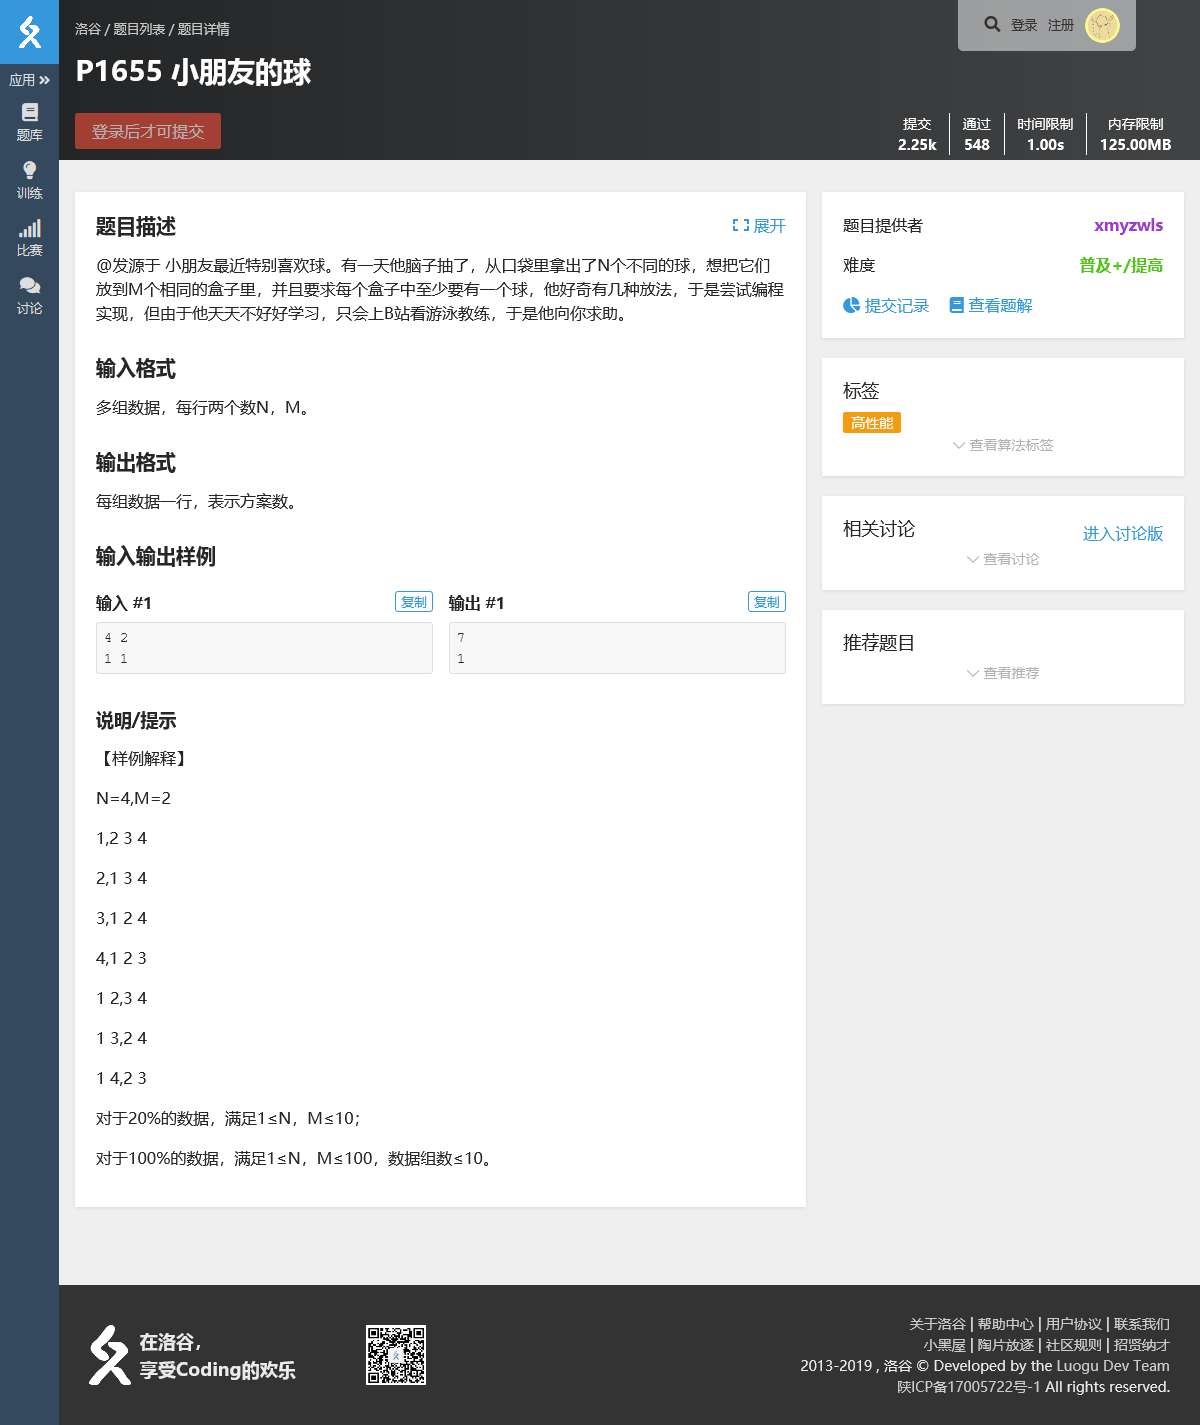 洛谷 / 题目列表 / 题目详情
登录 注册
P1655 小朋友的球
应用
题库
训练
比赛
讨论
登录后才可提交
提交 通过 时间限制 内存限制
2.25k 548 1.00s 125.00MB
题目描述
展开
@发源于 小朋友最近特别喜欢球。有一天他脑子抽了，从口袋里拿出了N个不同的球，想把它们
放到M个相同的盒子里，并且要求每个盒子中至少要有一个球，他好奇有几种放法，于是尝试编程
实现，但由于他天天不好好学习，只会上B站看游泳教练，于是他向你求助。
输入格式
多组数据，每行两个数N，M。
输出格式
每组数据一行，表示方案数。
输入输出样例
输入 #1 复制
4 2
1 1
输出 #1 复制
7
1
说明/提示
【样例解释】
N=4,M=2
1,2 3 4
2,1 3 4
3,1 2 4
4,1 2 3
1 2,3 4
1 3,2 4
1 4,2 3
对于20%的数据，满足1≤N，M≤10；
对于100%的数据，满足1≤N，M≤100，数据组数≤10。
题目提供者 xmyzwls
难度 普及+/提高
提交记录 查看题解
标签
高性能
查看算法标签
相关讨论 进入讨论版
查看讨论
推荐题目
查看推荐
在洛谷，
享受Coding的欢乐
关于洛谷 | 帮助中心 | 用户协议 | 联系我们
小黑屋 | 陶片放逐 | 社区规则 | 招贤纳才
2013-2019 , 洛谷 © Developed by the Luogu Dev Team
陕ICP备17005722号-1 All rights reserved.